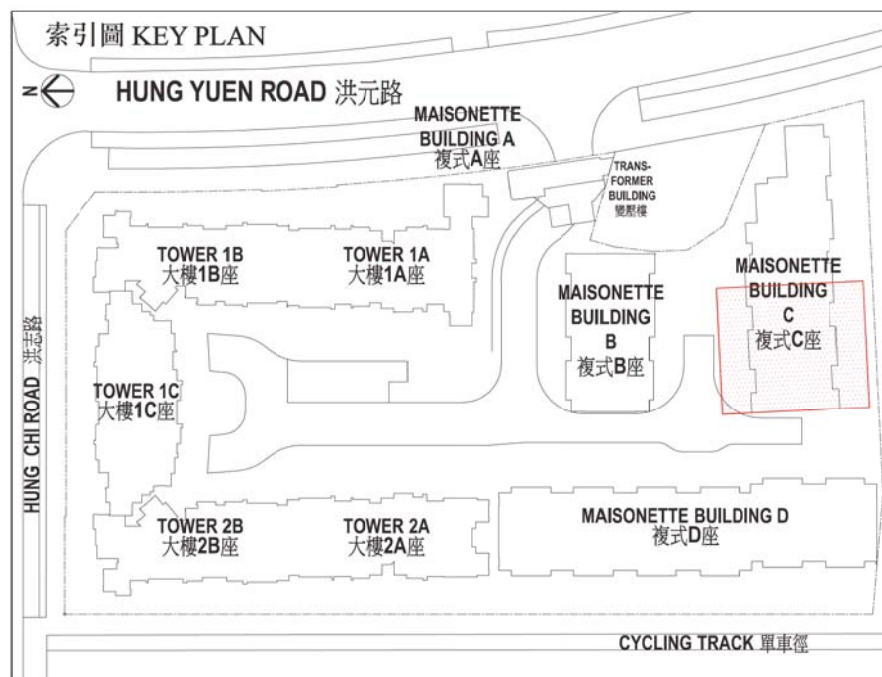 索引圖 KEY PLAN
N
HUNG YUEN ROAD 洪元路
MAISONETTE
BUILDING A
複式A座
TRANS-
FORMER
BUILDING
變壓樓
TOWER 1B
大樓1B座
TOWER 1A
大樓1A座
MAISONETTE
BUILDING
B
複式B座
MAISONETTE
BUILDING
C
複式C座
HUNG CHI ROAD 洪志路
TOWER 1C
大樓1C座
TOWER 2B
大樓2B座
TOWER 2A
大樓2A座
MAISONETTE BUILDING D
複式D座
CYCLING TRACK 單車徑